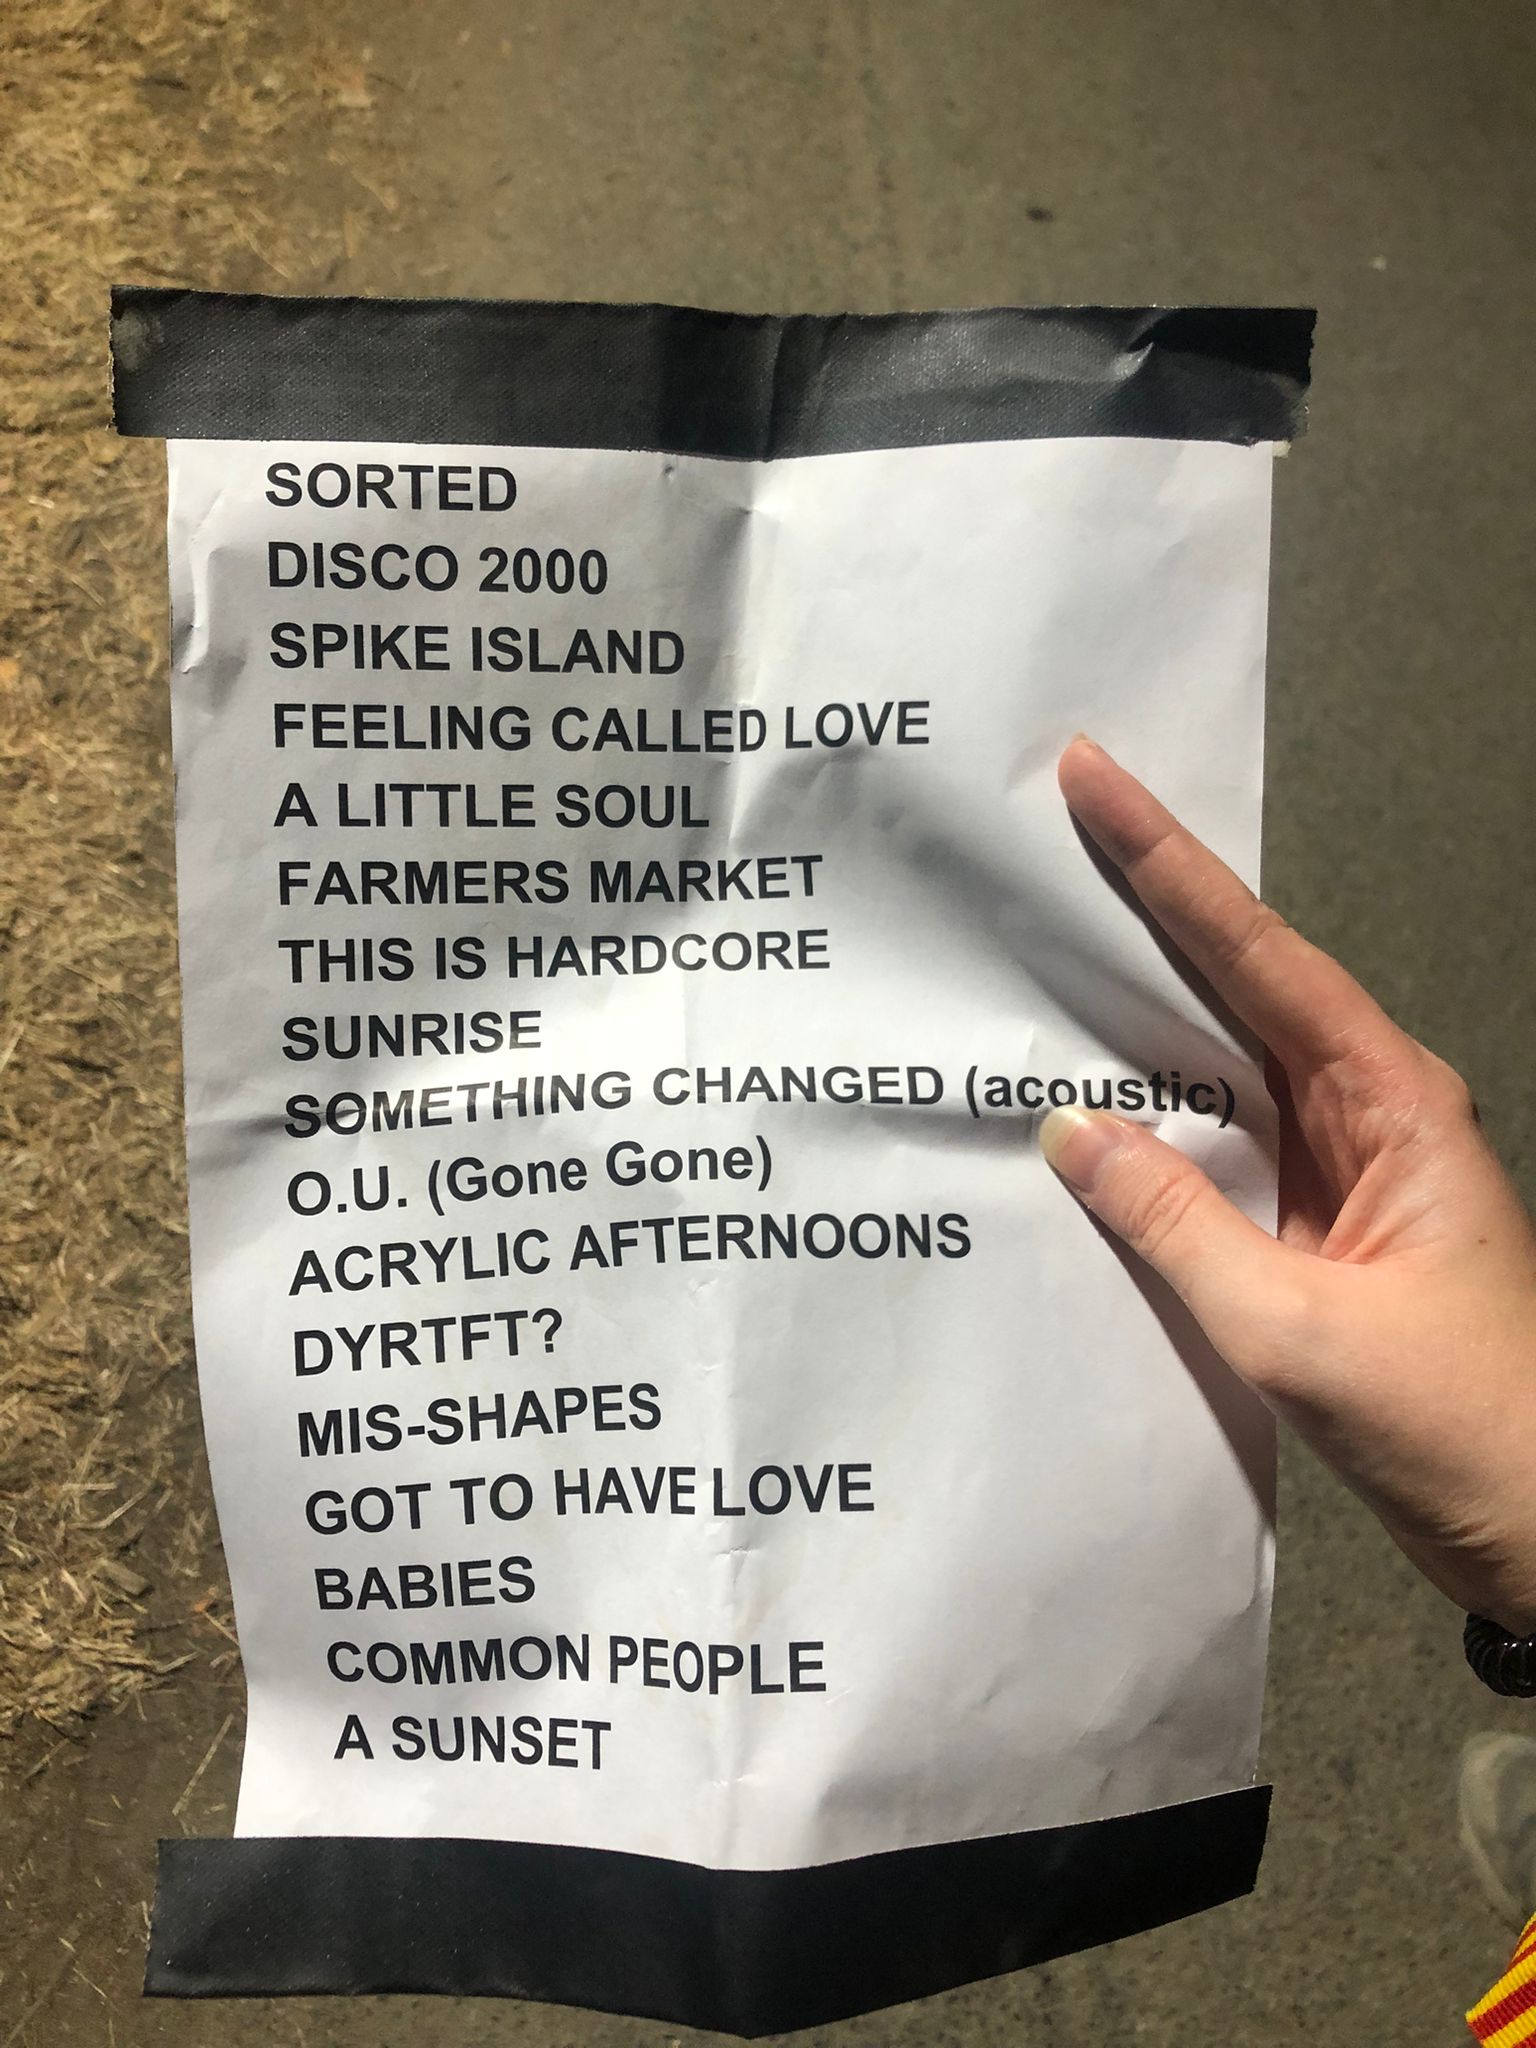 SORTED
DISCO 2000
SPIKE ISLAND
FEELING CALLED LOVE
A LITTLE SOUL
FARMERS MARKET
THIS IS HARDCORE
SUNRISE
SOMETHING CHANGED (acoustic)
O.U. (Gone Gone)
ACRYLIC AFTERNOONS
DYRTFT?
MIS-SHAPES
GOT TO HAVE LOVE
BABIES
COMMON PEOPLE
A SUNSET